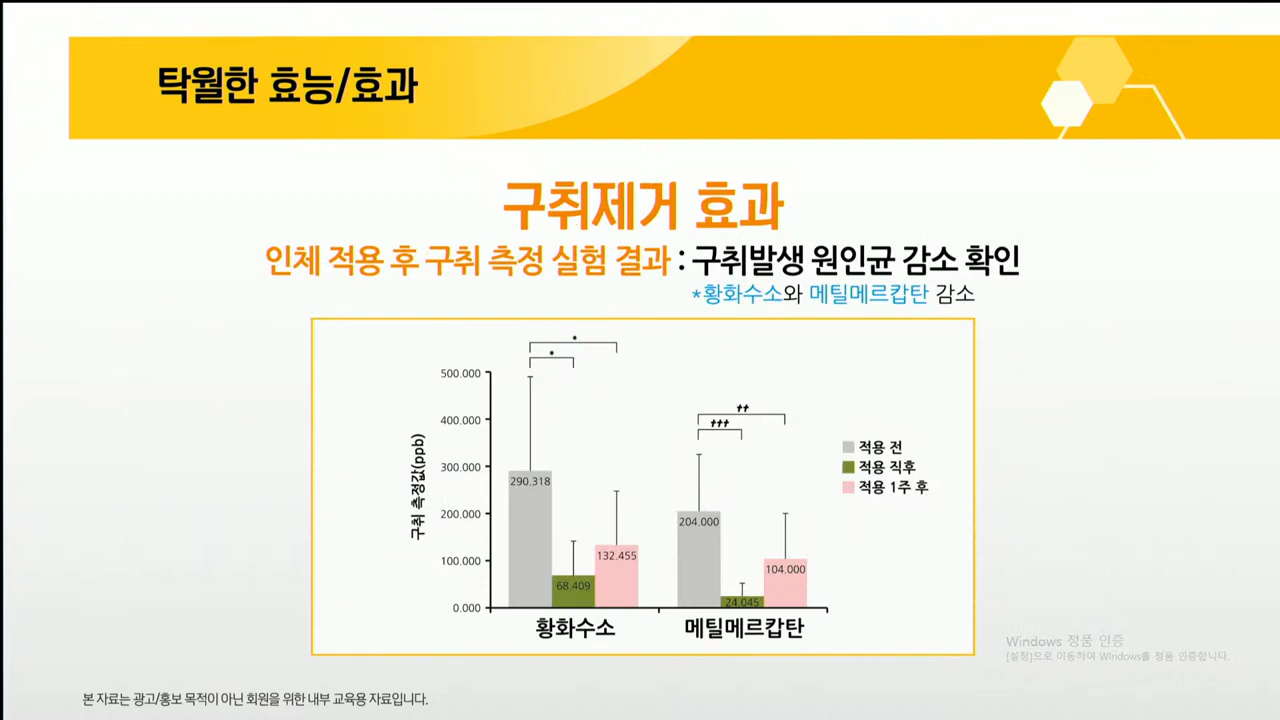 탁월한 효능/효과
구취제거 효과
인체 적용 후 구취 측정 실험 결과 : 구취발생 원인균 감소 확인
*황화수소와 메틸메르캅탄 감소
구취 측정값(ppb)
500.000
400.000
300.000
200.000
100.000
0.000
*
*
290.318
68.409
132.455
††
†††
204.000
24.045
104.000
황화수소
메틸메르캅탄
적용 전
적용 직후
적용 1주 후
Windows 정품 인증
[설정]으로 이동하여 Windows를 정품 인증합니다.
본 자료는 광고/홍보 목적이 아닌 회원을 위한 내부 교육용 자료입니다.